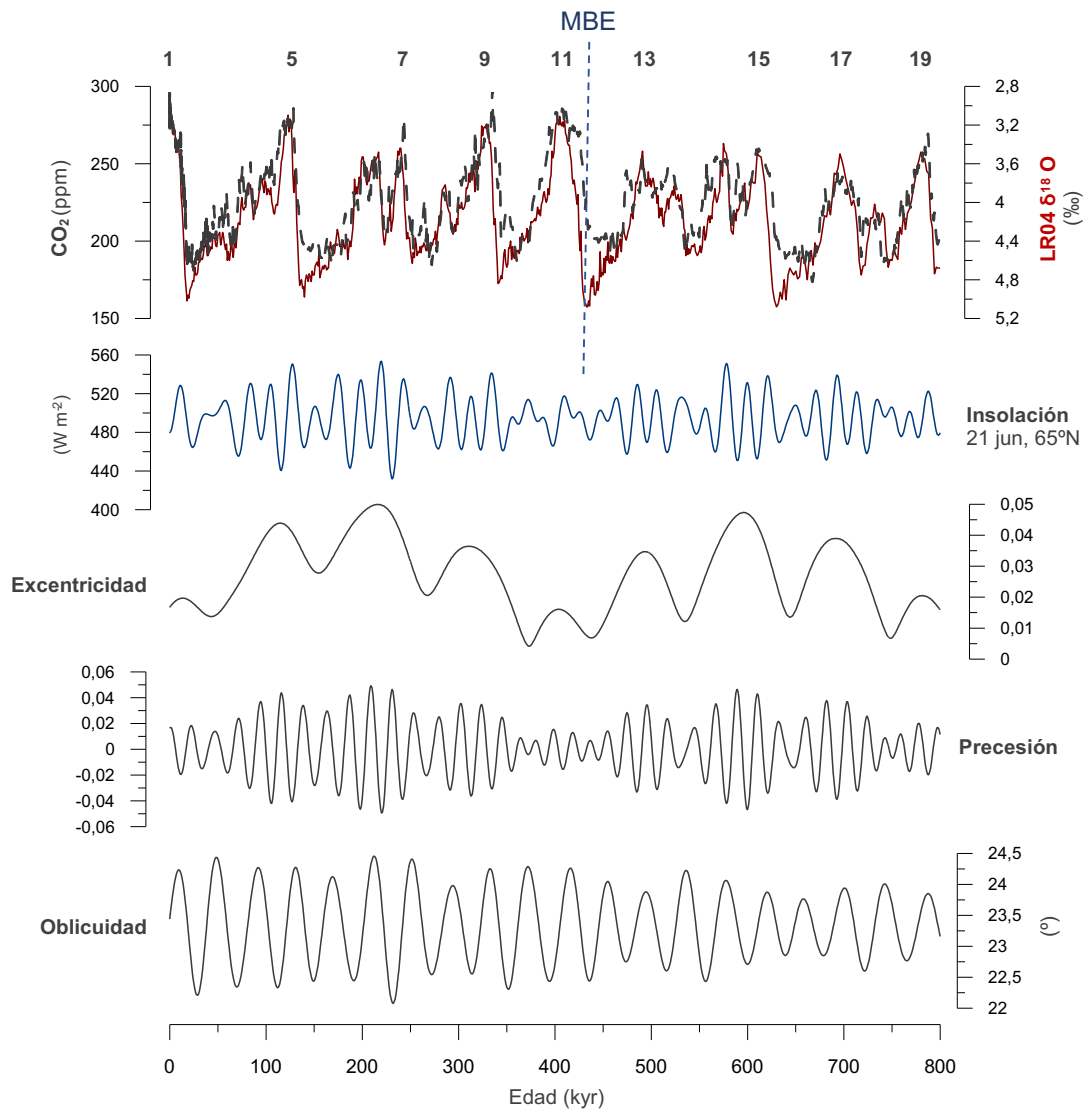 MBE
1 5 7 9 11 13 15 17 19
300 2,8
3,2
250 3,6
4
200 4,4
4,8
150 5,2
CO₂ (ppm)
LR04 δ¹⁸ O
(‰)
560
520
480
440
400
(W m⁻²)
Insolación
21 jun, 65ºN
0,05
0,04
0,03
0,02
0,01
0
Excentricidad
0,06
0,04
0,02
0
-0,02
-0,04
-0,06
Precesión
24,5
24
23,5
23
22,5
22
(º)
Oblicuidad
0 100 200 300 400 500 600 700 800
Edad (kyr)